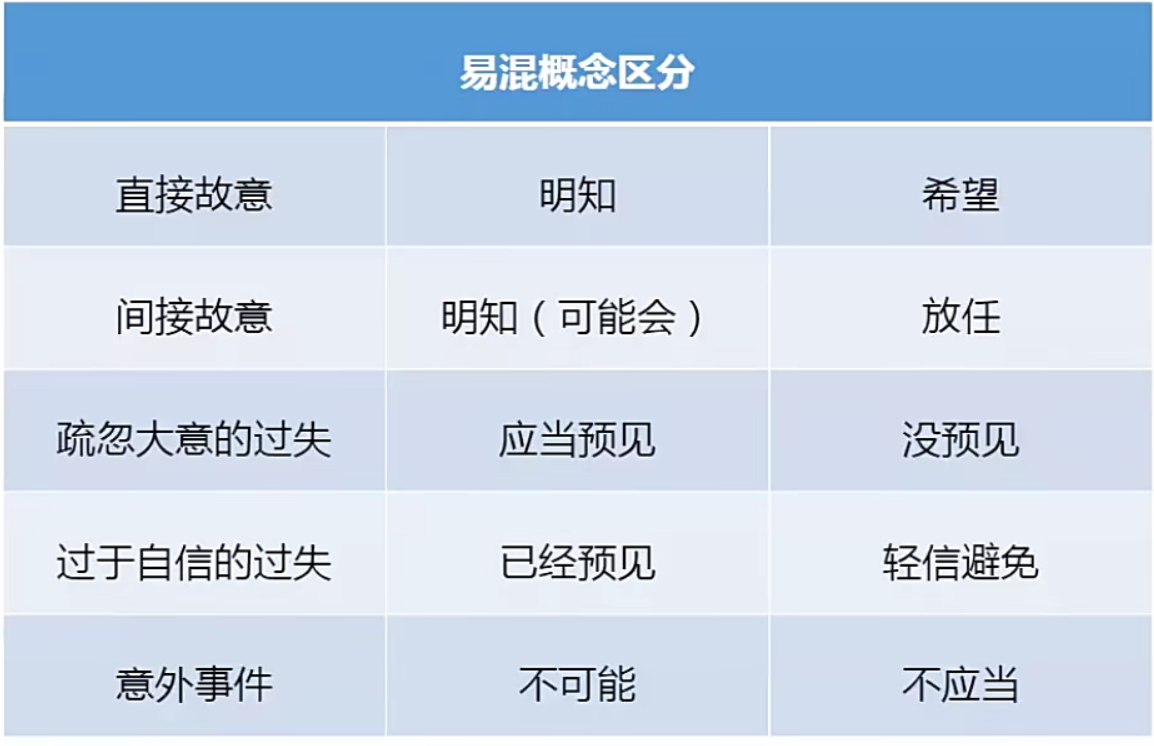 易混概念区分
直接故意 明知 希望
间接故意 明知（可能会） 放任
疏忽大意的过失 应当预见 没预见
过于自信的过失 已经预见 轻信避免
意外事件 不可能 不应当